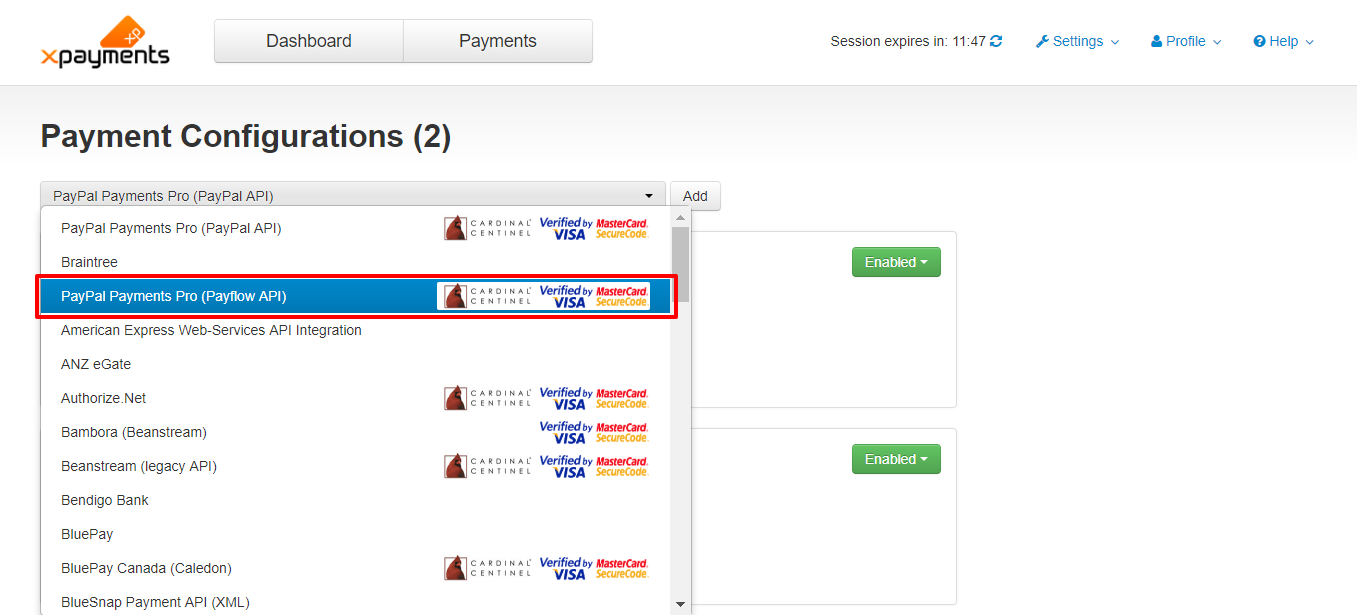 xpayments
xp
Dashboard
Payments
Session expires in: 11:47
Settings
Profile
Help
Payment Configurations (2)
PayPal Payments Pro (PayPal API)
Add
PayPal Payments Pro (PayPal API)
CARDINAL CENTINEL
Verified by VISA
MasterCard. SecureCode.
Braintree
Enabled
PayPal Payments Pro (Payflow API)
CARDINAL CENTINEL
Verified by VISA
MasterCard. SecureCode.
American Express Web-Services API Integration
ANZ eGate
Authorize.Net
CARDINAL CENTINEL
Verified by VISA
MasterCard. SecureCode.
Bambora (Beanstream)
Verified by VISA
MasterCard. SecureCode.
Enabled
Beanstream (legacy API)
CARDINAL CENTINEL
Verified by VISA
MasterCard. SecureCode.
Bendigo Bank
BluePay
BluePay Canada (Caledon)
CARDINAL CENTINEL
Verified by VISA
MasterCard. SecureCode.
BlueSnap Payment API (XML)